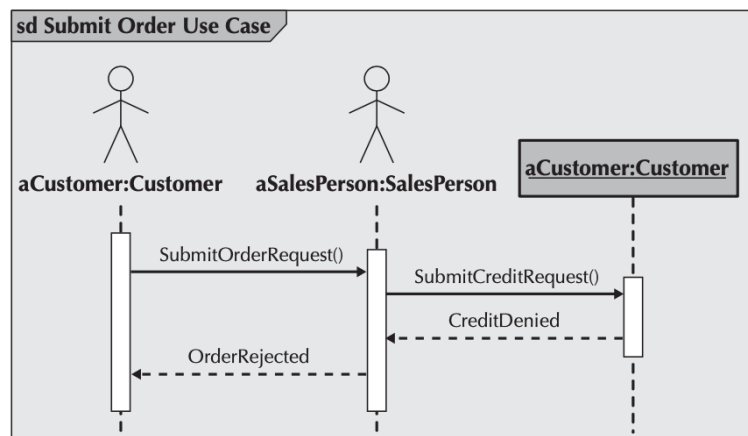 sd Submit Order Use Case
aCustomer:Customer
aSalesPerson:SalesPerson
aCustomer:Customer
SubmitOrderRequest()
SubmitCreditRequest()
CreditDenied
OrderRejected